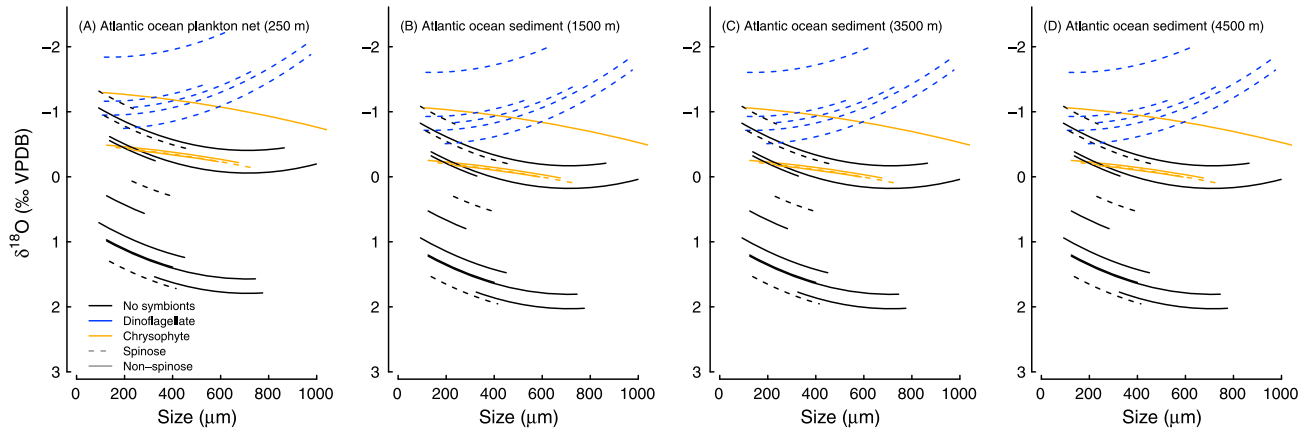 (A) Atlantic ocean plankton net (250 m)
(B) Atlantic ocean sediment (1500 m)
(C) Atlantic ocean sediment (3500 m)
(D) Atlantic ocean sediment (4500 m)
δ18O (‰ VPDB)
−2
−1
0
1
2
3
No symbionts
Dinoflagellate
Chrysophyte
Spinose
Non−spinose
0 200 400 600 800 1000
Size (μm)
−2
−1
0
1
2
3
0 200 400 600 800 1000
Size (μm)
−2
−1
0
1
2
3
0 200 400 600 800 1000
Size (μm)
−2
−1
0
1
2
3
0 200 400 600 800 1000
Size (μm)